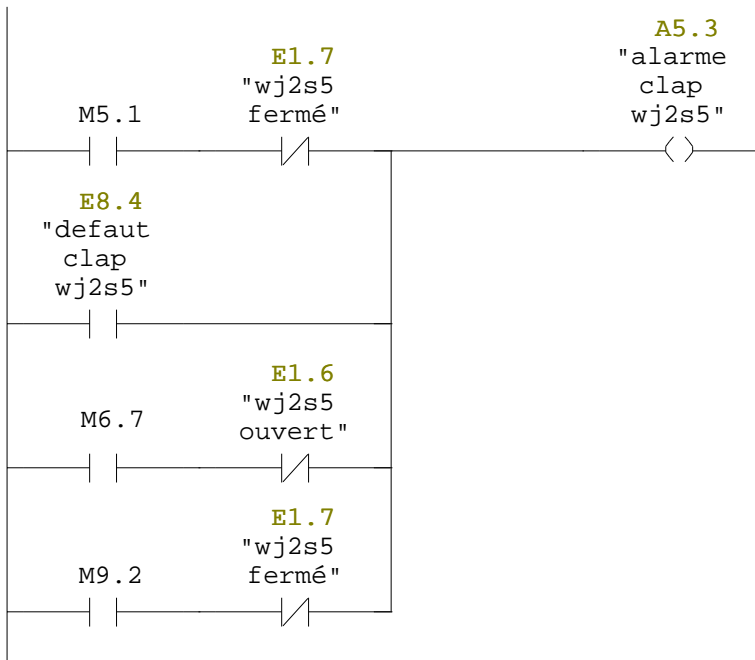 A5.3
E1.7
"alarme
"wj2s5
clap
M5.1
fermé"
wj2s5"
E8.4
"defaut
clap
wj2s5"
E1.6
"wj2s5
M6.7
ouvert"
E1.7
"wj2s5
M9.2
fermé"